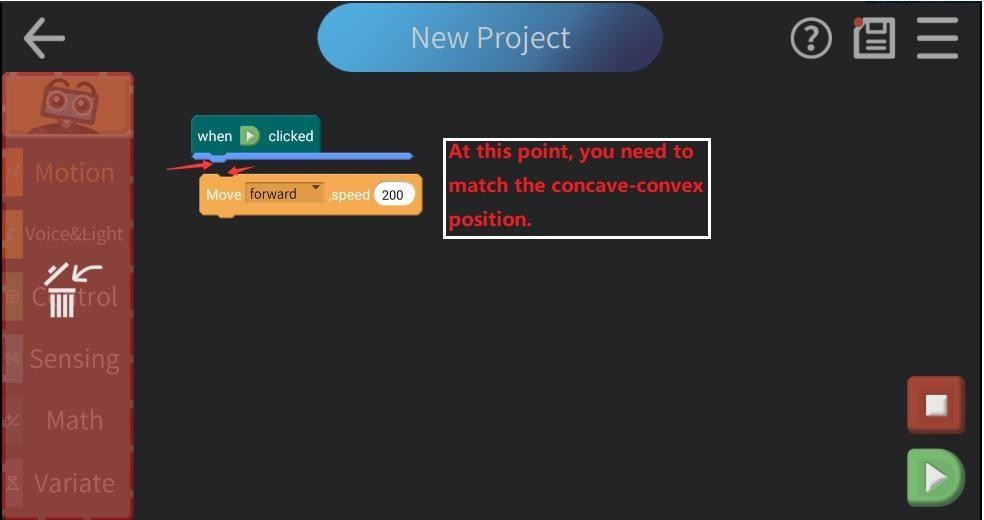 New Project
Motion
Voice&Light
Control
Sensing
Math
Variate
when clicked
Move forward ,speed 200
At this point, you need to
match the concave-convex
position.